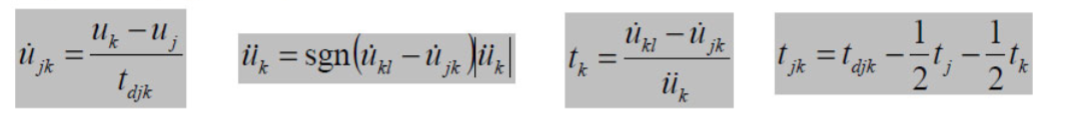 u̇_jk = (u_k − u_j) / t_djk
ü_k = sgn(u̇_kl − u̇_jk)|ü_k|
t_k = (u̇_kl − u̇_jk) / ü_k
t_jk = t_djk − 1/2 t_j − 1/2 t_k